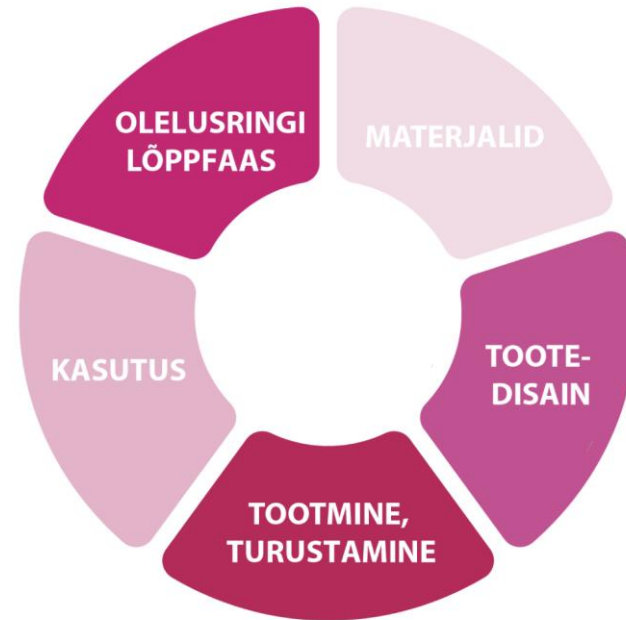 OLELUSRINGI
LÕPPFAAS
MATERJALID
TOOTE-
DISAIN
TOOTMINE,
TURUSTAMINE
KASUTUS